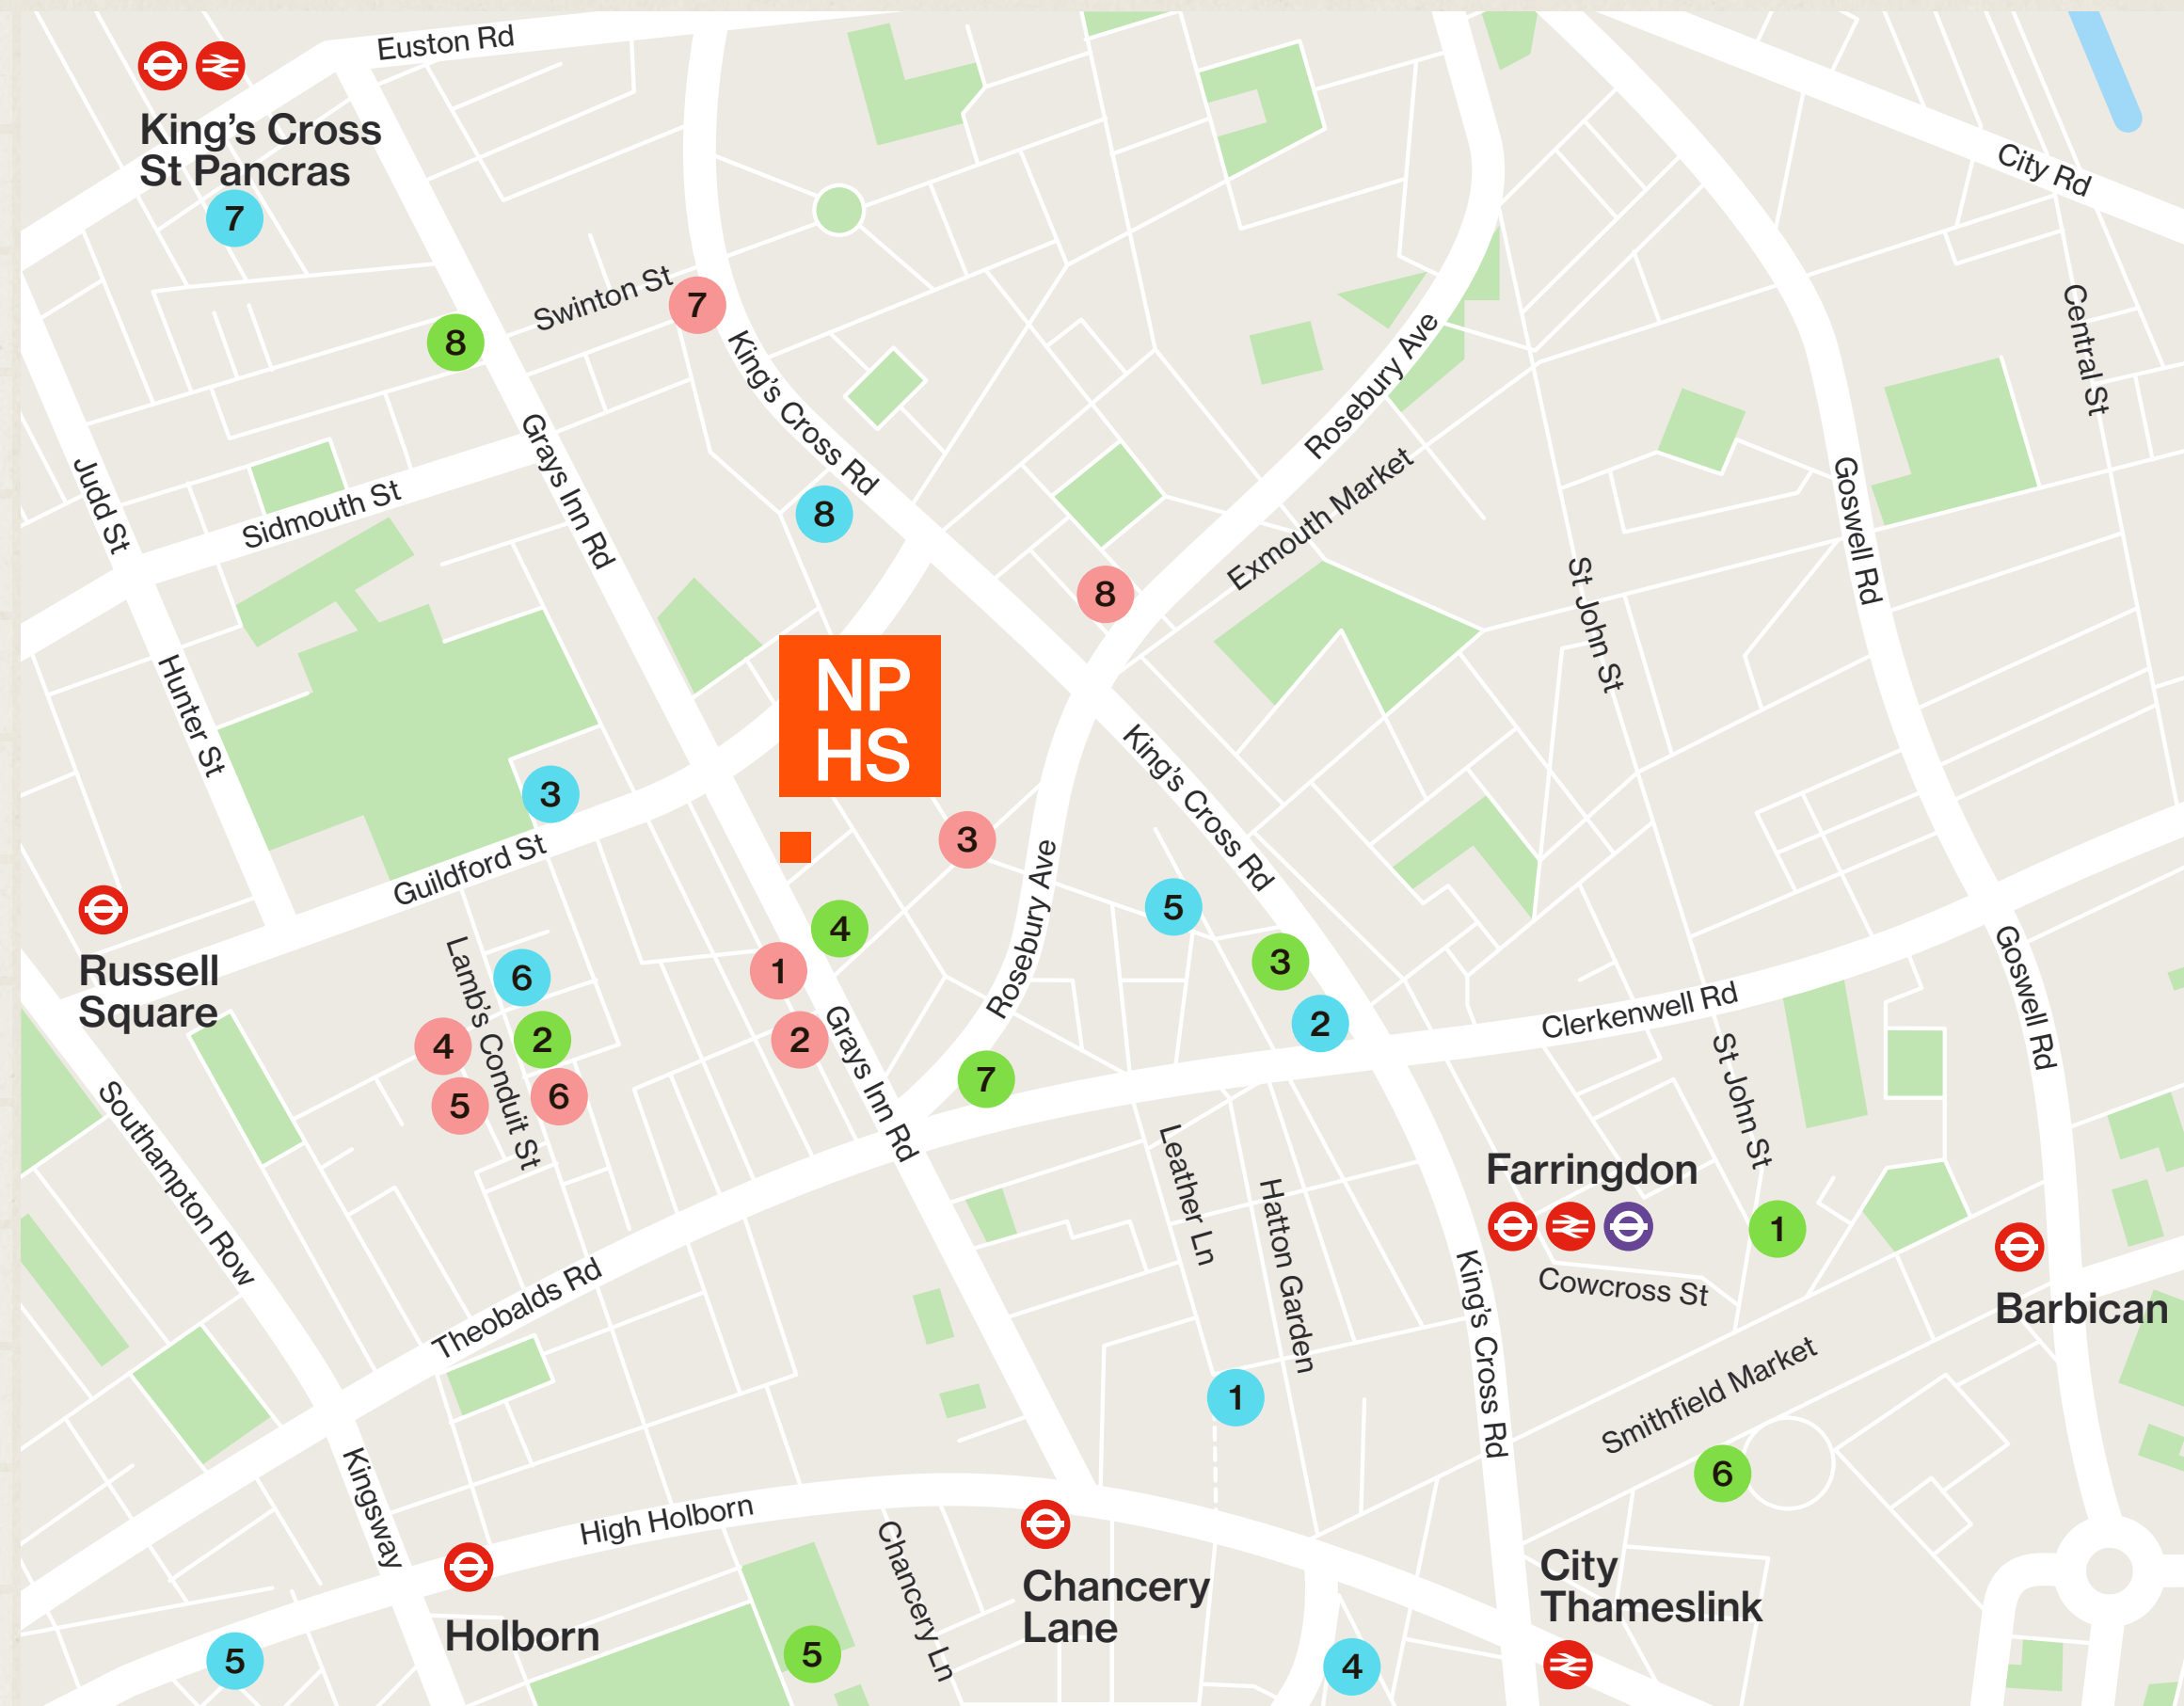 Euston Rd
King's Cross
St Pancras
7
City Rd
Swinton St
7
8
Central St
King's Cross Rd
Rosebury Ave
Grays Inn Rd
Judd St
Sidmouth St
8
Exmouth Market
Goswell Rd
8
St John St
NP
HS
Hunter St
King's Cross Rd
3
3
Guildford St
Rosebury Ave
Russell
Square
5
4
1
3
6
Lamb's Conduit St
2
4
2
5
6
Grays Inn Rd
7
2
Clerkenwell Rd
Goswell Rd
St John St
Southampton Row
Leather Ln
Hatton Garden
Farringdon
1
Cowcross St
Barbican
Theobalds Rd
King's Cross Rd
1
Smithfield Market
6
Kingsway
High Holborn
Chancery Ln
Holborn
Chancery
Lane
City
Thameslink
5
5
4